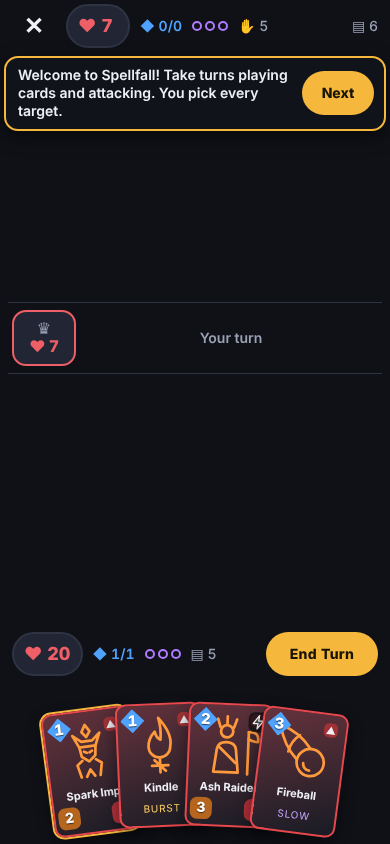 7 0/0 5 6
Welcome to Spellfall! Take turns playing
cards and attacking. You pick every
target.
Next
7
Your turn
20 1/1 5
End Turn
1
Spark Imp
2
1
Kindle
BURST
2
Ash Raide
3
3
Fireball
SLOW